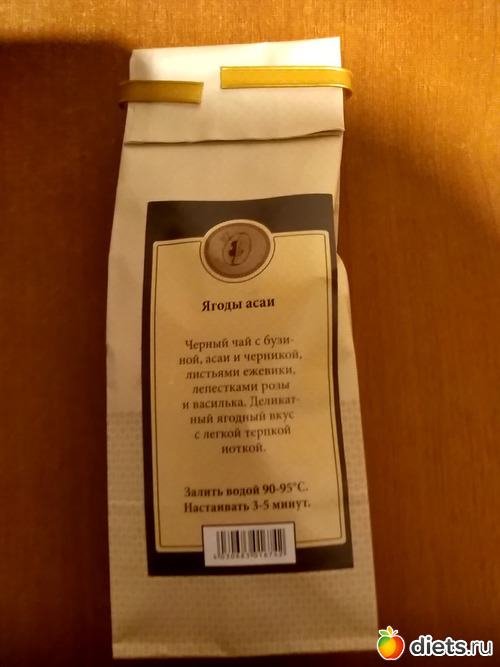 Ягоды асаи
Черный чай с бузи-
ной, асаи и черникой,
листьями ежевики,
лепестками розы
и василька. Деликат-
ный ягодный вкус
с легкой терпкой
ноткой.
Залить водой 90-95°С.
Настаивать 3-5 минут.
diets.ru